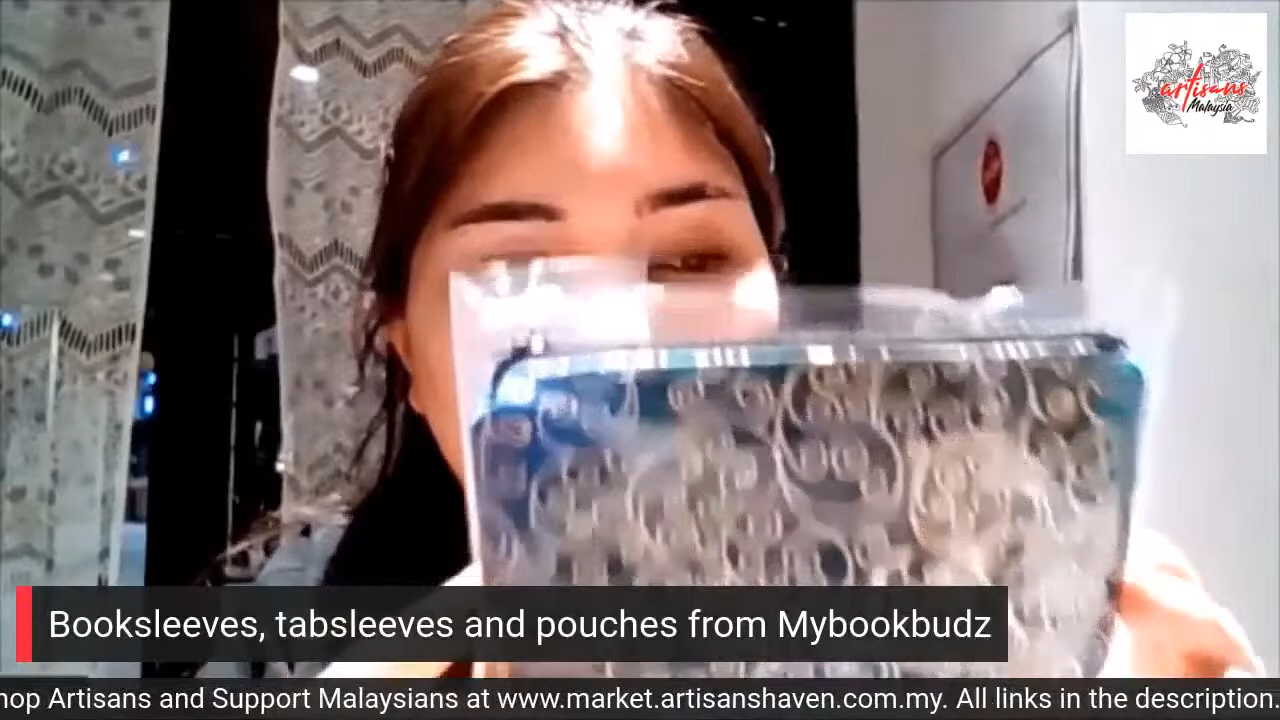 artisans
Malaysia
Booksleeves, tabsleeves and pouches from Mybookbudz
hop Artisans and Support Malaysians at www.market.artisanshaven.com.my. All links in the description.